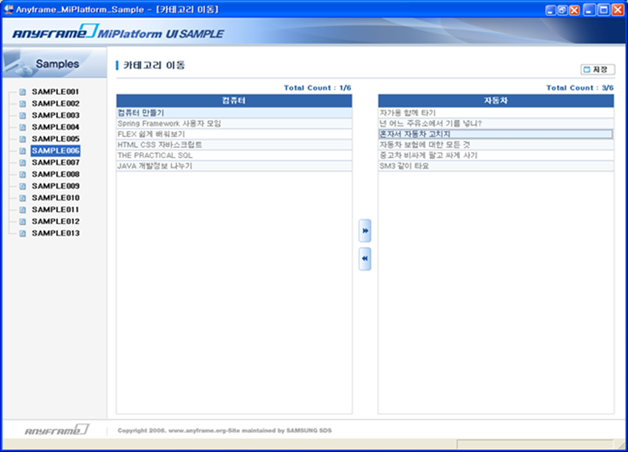 Anyframe_MiPlatform_Sample - [카테고리 이동]
ANYFRAME MiPlatform UI SAMPLE
Samples
SAMPLE001
SAMPLE002
SAMPLE003
SAMPLE004
SAMPLE005
SAMPLE006
SAMPLE007
SAMPLE008
SAMPLE009
SAMPLE010
SAMPLE011
SAMPLE012
SAMPLE013
카테고리 이동
저장
Total Count : 1/6
컴퓨터
컴퓨터 만들기
Spring Framework 사용자 모임
FLEX 쉽게 배워보기
HTML CSS 자바스크립트
THE PRACTICAL SQL
JAVA 개발정보 나누기
Total Count : 3/6
자동차
자가용 함께 타기
넌 어느 주유소에서 기름 넣니?
혼자서 자동차 고치지
자동차 보험에 대한 모든 것
중고차 비싸게 팔고 싸게 사기
SM3 같이 타요
ANYFRAME
Copyright 2008. www.anyframe.org-Site maintained by SAMSUNG SDS